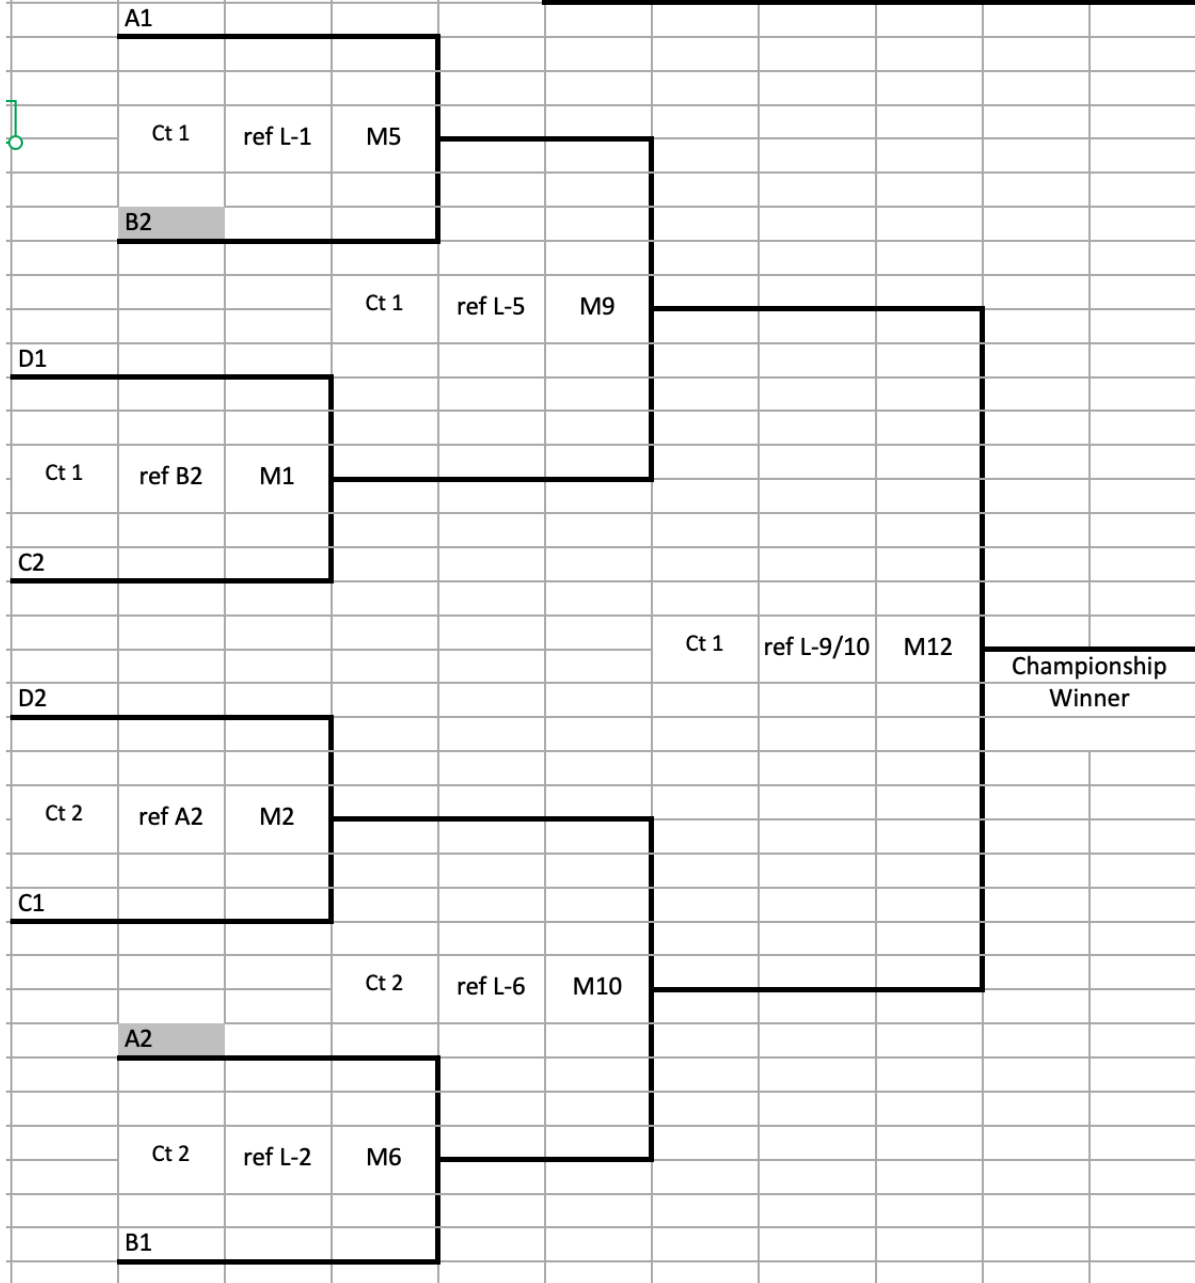 A1
Ct 1 ref L-1 M5
B2
Ct 1 ref L-5 M9
D1
Ct 1 ref B2 M1
C2
Ct 1 ref L-9/10 M12
Championship
Winner
D2
Ct 2 ref A2 M2
C1
Ct 2 ref L-6 M10
A2
Ct 2 ref L-2 M6
B1